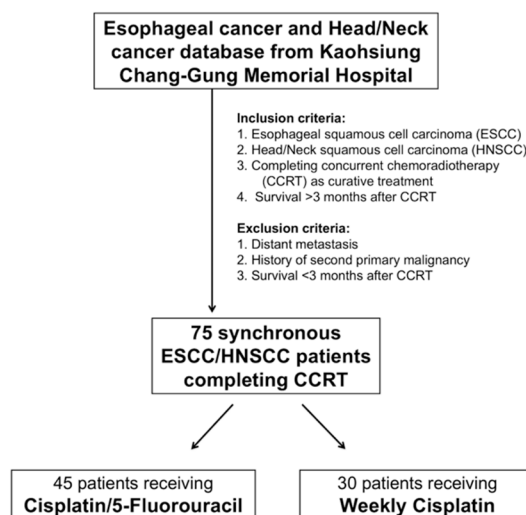 Esophageal cancer and Head/Neck
cancer database from Kaohsiung
Chang-Gung Memorial Hospital
Inclusion criteria:
1. Esophageal squamous cell carcinoma (ESCC)
2. Head/Neck squamous cell carcinoma (HNSCC)
3. Completing concurrent chemoradiotherapy
(CCRT) as curative treatment
4. Survival >3 months after CCRT
Exclusion criteria:
1. Distant metastasis
2. History of second primary malignancy
3. Survival <3 months after CCRT
75 synchronous
ESCC/HNSCC patients
completing CCRT
45 patients receiving
Cisplatin/5-Fluorouracil
30 patients receiving
Weekly Cisplatin